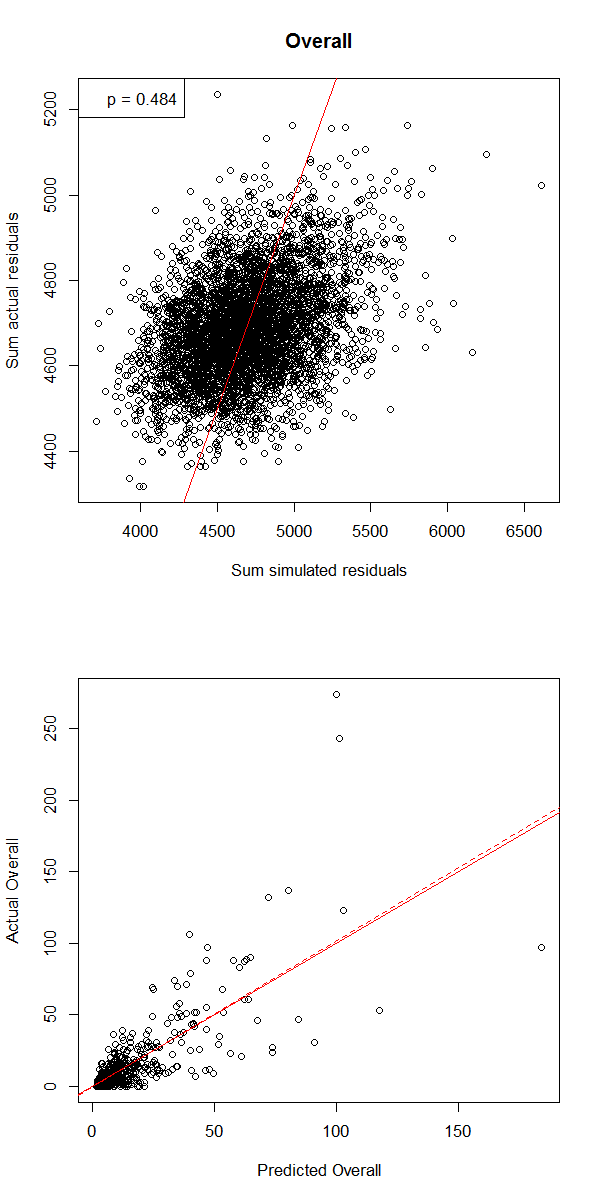 Overall
p = 0.484
Sum actual residuals
5200
5000
4800
4600
4400
4000 4500 5000 5500 6000 6500
Sum simulated residuals
Actual Overall
250
200
150
100
50
0
0 50 100 150
Predicted Overall